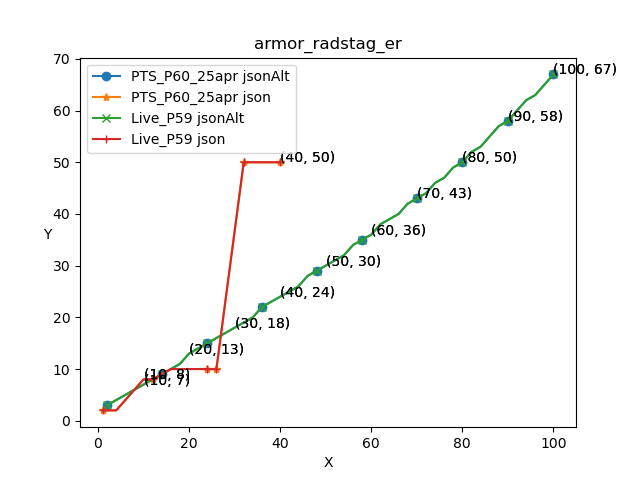 armor_radstag_er
PTS_P60_25apr jsonAlt
PTS_P60_25apr json
Live_P59 jsonAlt
Live_P59 json
70
60
50
40
30
20
10
0
Y
(100, 67)
(90, 58)
(40, 50)
(80, 50)
(70, 43)
(60, 36)
(50, 30)
(40, 24)
(30, 18)
(20, 13)
(10, 8)
(10, 7)
0 20 40 60 80 100
X